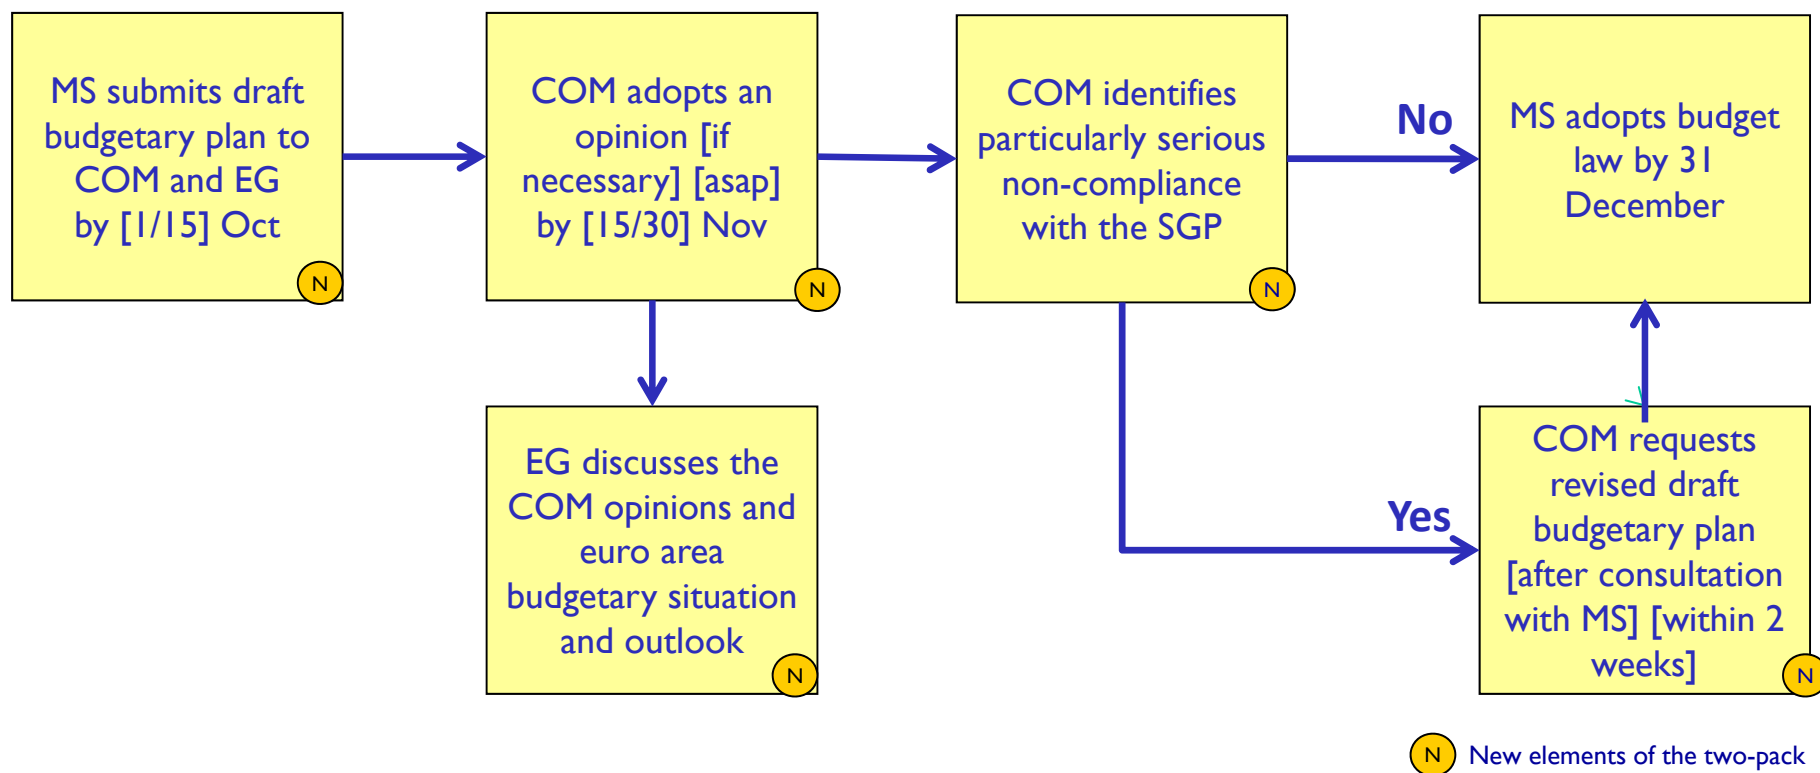 MS submits draft
budgetary plan to
COM and EG
by [1/15] Oct
N
COM adopts an
opinion [if
necessary] [asap]
by [15/30] Nov
N
COM identifies
particularly serious
non-compliance
with the SGP
N
No
MS adopts budget
law by 31
December
EG discusses the
COM opinions and
euro area
budgetary situation
and outlook
N
Yes
COM requests
revised draft
budgetary plan
[after consultation
with MS] [within 2
weeks]
N
N New elements of the two-pack